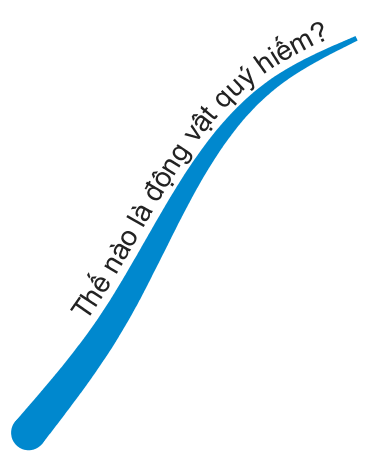 Thế nào là động vật quý hiếm?